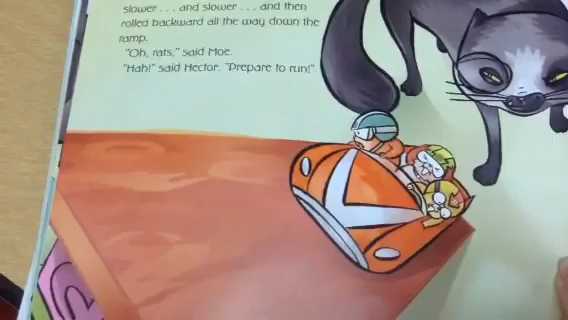 slower . . . and slower . . . and then
rolled backward all the way down the
ramp.
"Oh, rats," said Moe.
"Hah!" said Hector. "Prepare to run!"